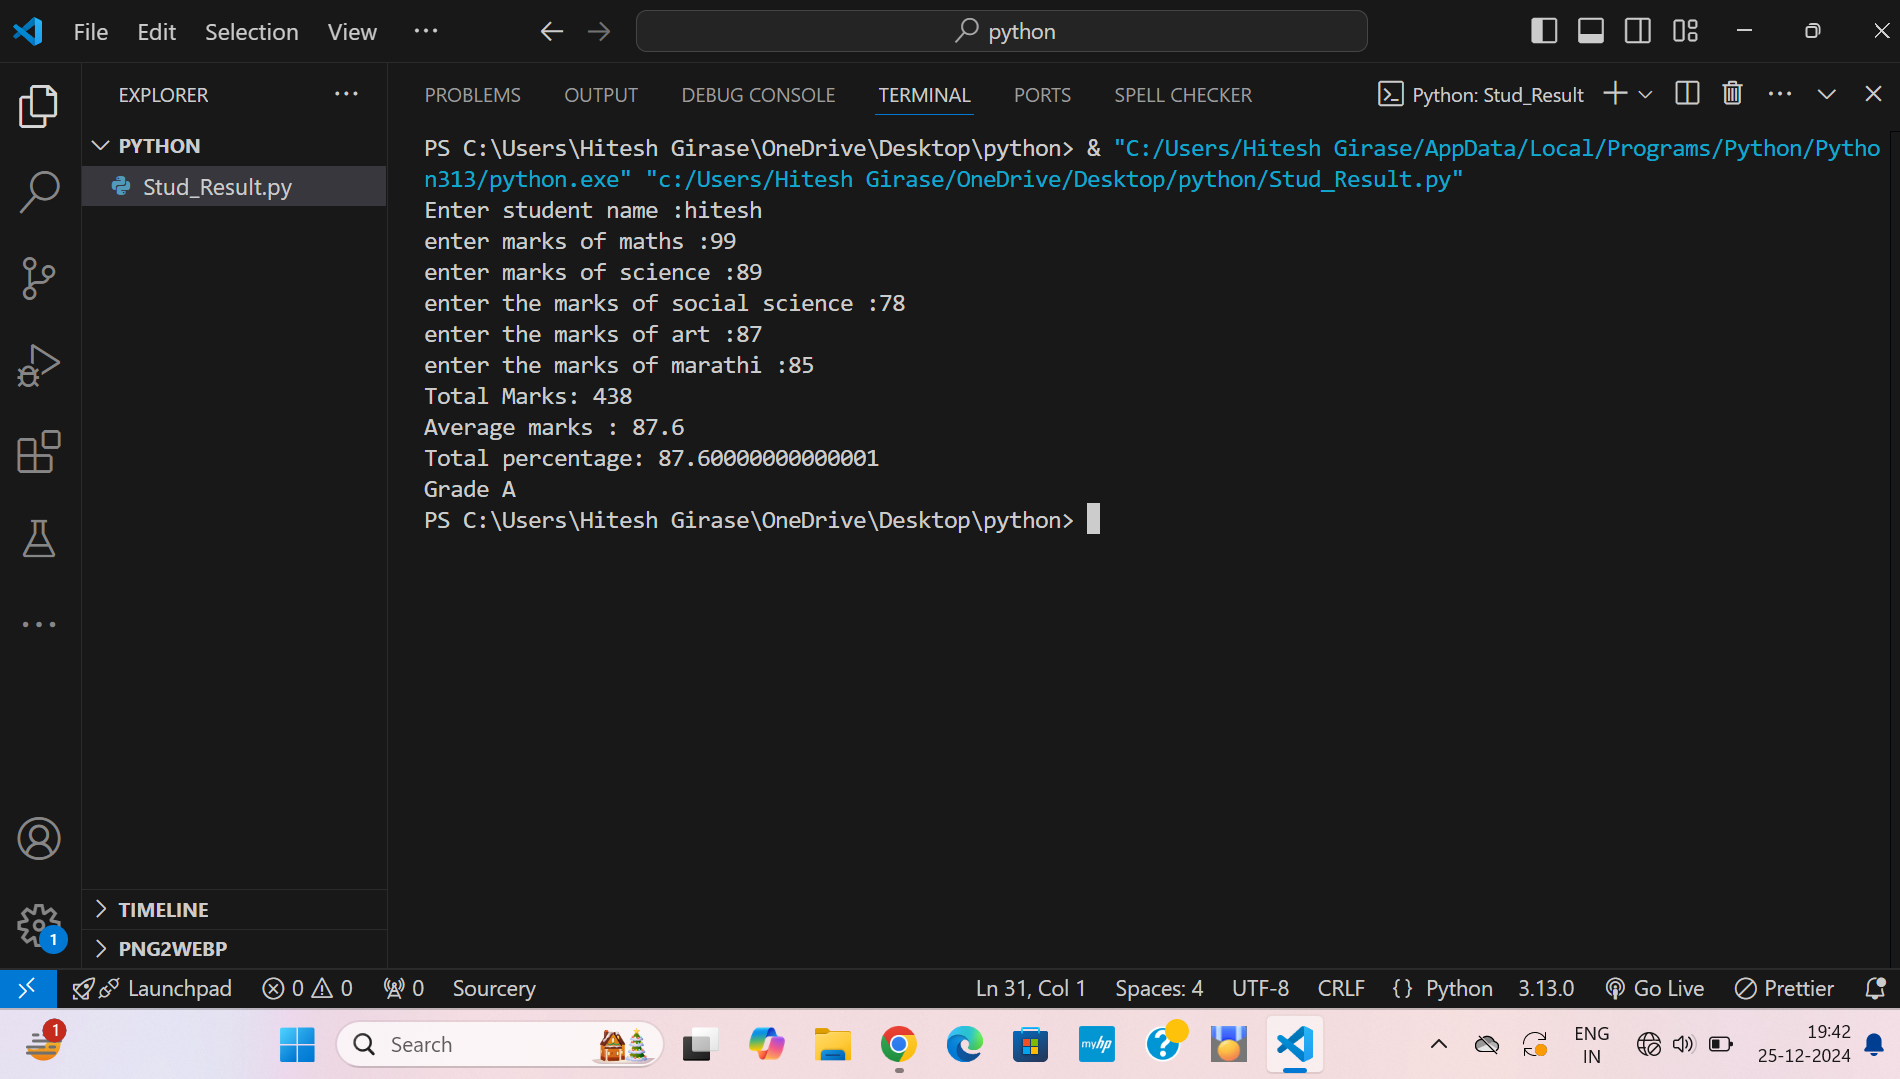 File Edit Selection View ··· python
EXPLORER ···
PROBLEMS OUTPUT DEBUG CONSOLE TERMINAL PORTS SPELL CHECKER Python: Stud_Result ···
PYTHON
Stud_Result.py
PS C:\Users\Hitesh Girase\OneDrive\Desktop\python> & "C:/Users/Hitesh Girase/AppData/Local/Programs/Python/Pytho
n313/python.exe" "c:/Users/Hitesh Girase/OneDrive/Desktop/python/Stud_Result.py"
Enter student name :hitesh
enter marks of maths :99
enter marks of science :89
enter the marks of social science :78
enter the marks of art :87
enter the marks of marathi :85
Total Marks: 438
Average marks : 87.6
Total percentage: 87.60000000000001
Grade A
PS C:\Users\Hitesh Girase\OneDrive\Desktop\python>
TIMELINE
PNG2WEBP
1
Launchpad 0 0 0 Sourcery Ln 31, Col 1 Spaces: 4 UTF-8 CRLF {} Python 3.13.0 Go Live Prettier
1 Search myhp ? ENG
IN
19:42
25-12-2024